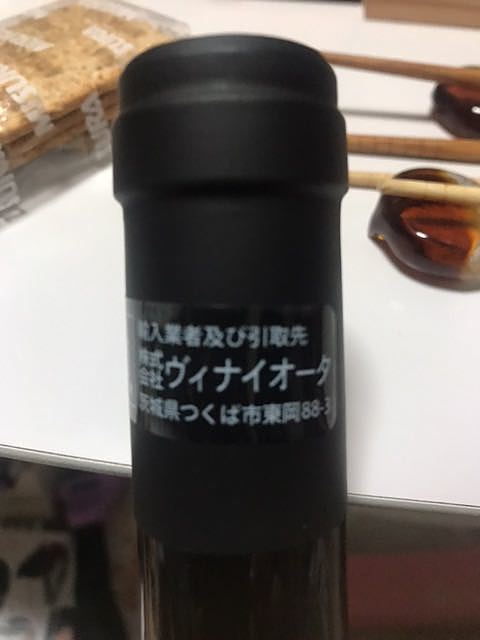 輸入業者及び引取先
株式会社ヴィナイオータ
茨城県つくば市東岡88-3